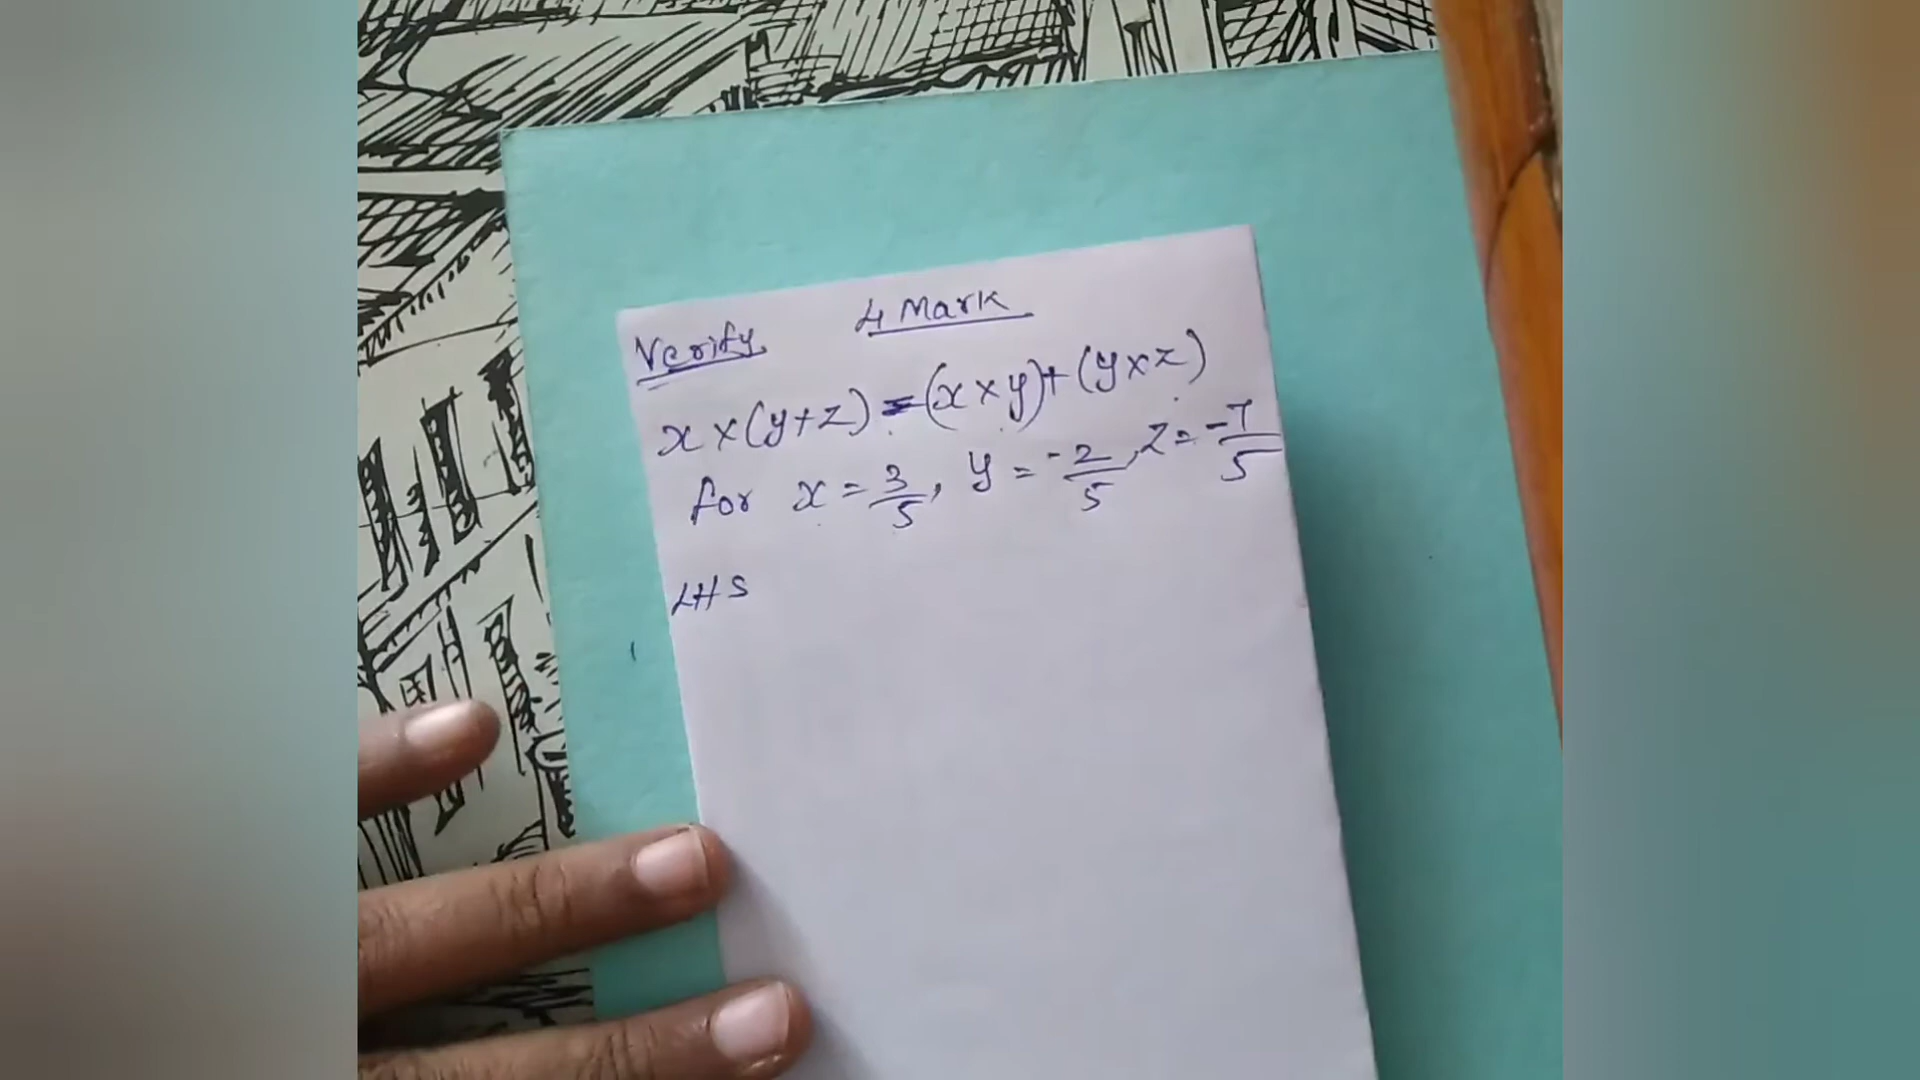 4 Mark
Verify
x × (y+z) = (x × y) + (y × z)
for x = 3/5, y = -2/5, z = -7/5
LHS